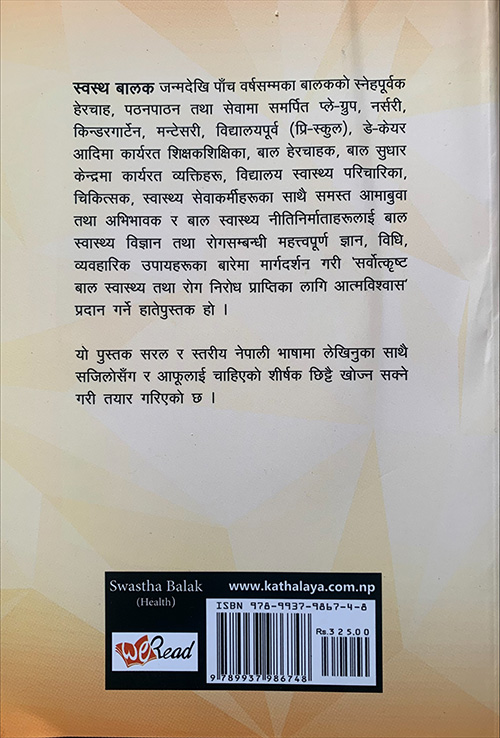 स्वस्थ बालक जन्मदेखि पाँच वर्षसम्मका बालकको स्नेहपूर्वक
हेरचाह, पठनपाठन तथा सेवामा समर्पित प्ले-ग्रुप, नर्सरी,
किन्डरगार्टेन, मन्टेसरी, विद्यालयपूर्व (प्रि-स्कुल), डे-केयर
आदिमा कार्यरत शिक्षकशिक्षिका, बाल हेरचाहक, बाल सुधार
केन्द्रमा कार्यरत व्यक्तिहरू, विद्यालय स्वास्थ्य परिचारिका,
चिकित्सक, स्वास्थ्य सेवाकर्मीहरूका साथै समस्त आमाबुवा
तथा अभिभावक र बाल स्वास्थ्य नीतिनिर्माताहरूलाई बाल
स्वास्थ्य विज्ञान तथा रोगसम्बन्धी महत्त्वपूर्ण ज्ञान, विधि,
व्यवहारिक उपायहरूका बारेमा मार्गदर्शन गरी 'सर्वोत्कृष्ट
बाल स्वास्थ्य तथा रोग निरोध प्राप्तिका लागि आत्मविश्वास'
प्रदान गर्ने हातेपुस्तक हो ।
यो पुस्तक सरल र स्तरीय नेपाली भाषामा लेखिनुका साथै
सजिलोसँग र आफूलाई चाहिएको शीर्षक छिट्टै खोज्न सक्ने
गरी तयार गरिएको छ ।
Swastha Balak
(Health)
weRead
www.kathalaya.com.np
ISBN 978-9937-9867-4-8
Rs.325.00
9 789937 986748